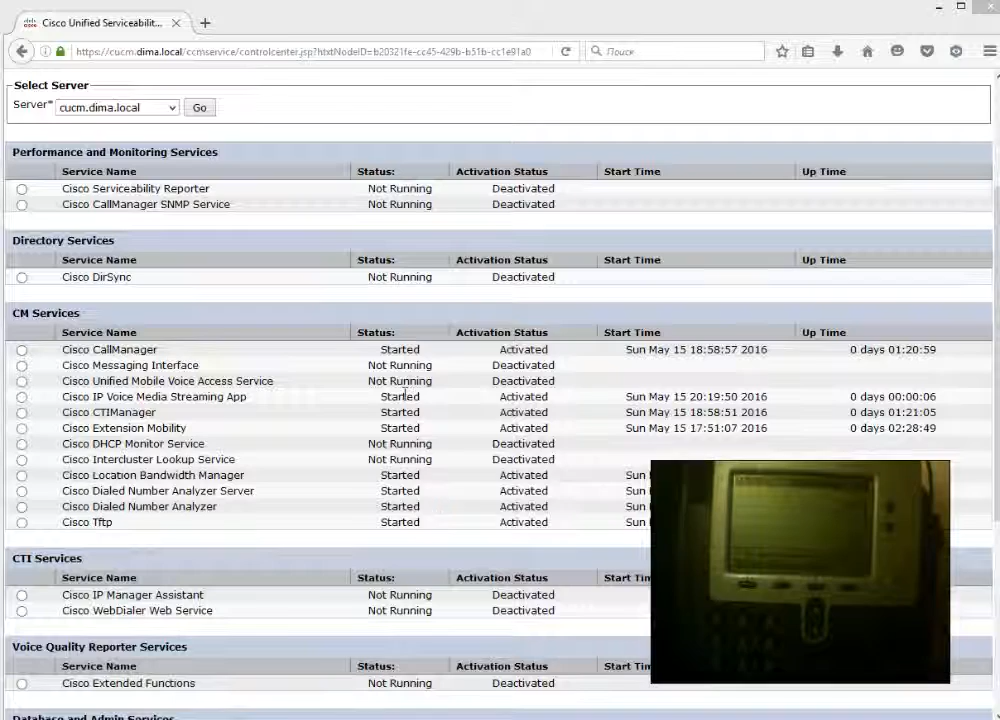 Cisco Unified Serviceabilit...
https://cucm.dima.local/ccmservice/controlcenter.jsp?htxtNodeID=b20321fe-cc45-429b-b51b-cc1e91a0
Поиск
Select Server
Server* cucm.dima.local Go
Performance and Monitoring Services
Service Name Status: Activation Status Start Time Up Time
Cisco Serviceability Reporter Not Running Deactivated
Cisco CallManager SNMP Service Not Running Deactivated
Directory Services
Service Name Status: Activation Status Start Time Up Time
Cisco DirSync Not Running Deactivated
CM Services
Service Name Status: Activation Status Start Time Up Time
Cisco CallManager Started Activated Sun May 15 18:58:57 2016 0 days 01:20:59
Cisco Messaging Interface Not Running Deactivated
Cisco Unified Mobile Voice Access Service Not Running Deactivated
Cisco IP Voice Media Streaming App Started Activated Sun May 15 20:19:50 2016 0 days 00:00:06
Cisco CTIManager Started Activated Sun May 15 18:58:51 2016 0 days 01:21:05
Cisco Extension Mobility Started Activated Sun May 15 17:51:07 2016 0 days 02:28:49
Cisco DHCP Monitor Service Not Running Deactivated
Cisco Intercluster Lookup Service Not Running Deactivated
Cisco Location Bandwidth Manager Started Activated Sun
Cisco Dialed Number Analyzer Server Started Activated Sun
Cisco Dialed Number Analyzer Started Activated Sun
Cisco Tftp Started Activated Sun
CTI Services
Service Name Status: Activation Status Start Tim
Cisco IP Manager Assistant Not Running Deactivated
Cisco WebDialer Web Service Not Running Deactivated
Voice Quality Reporter Services
Service Name Status: Activation Status Start Tim
Cisco Extended Functions Not Running Deactivated
Database and Admin Services